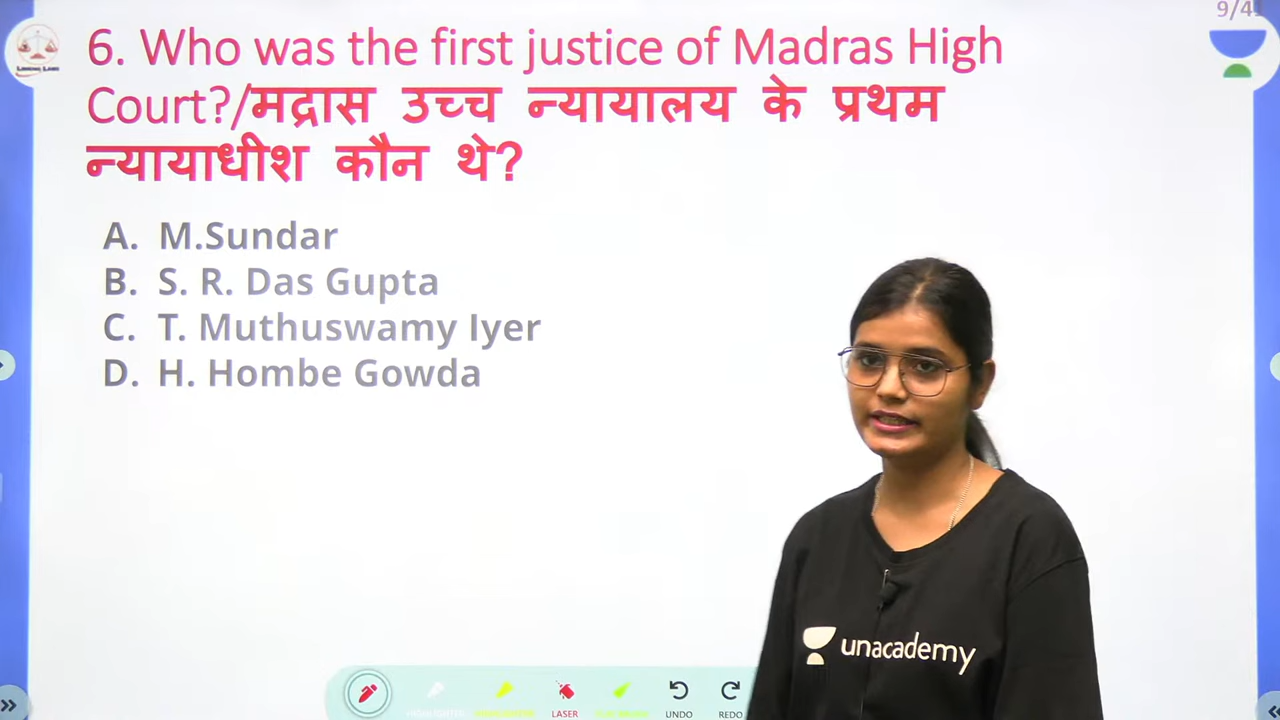 9/41
6. Who was the first justice of Madras High
Court?/मद्रास उच्च न्यायालय के प्रथम
न्यायाधीश कौन थे?
A. M.Sundar
B. S. R. Das Gupta
C. T. Muthuswamy Iyer
D. H. Hombe Gowda
unacademy
LASER
UNDO
REDO